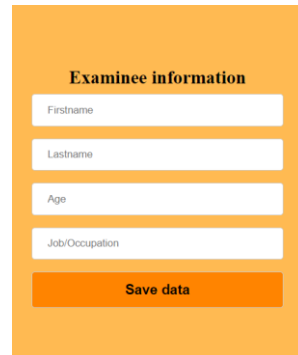 Examinee information
Firstname
Lastname
Age
Job/Occupation
Save data